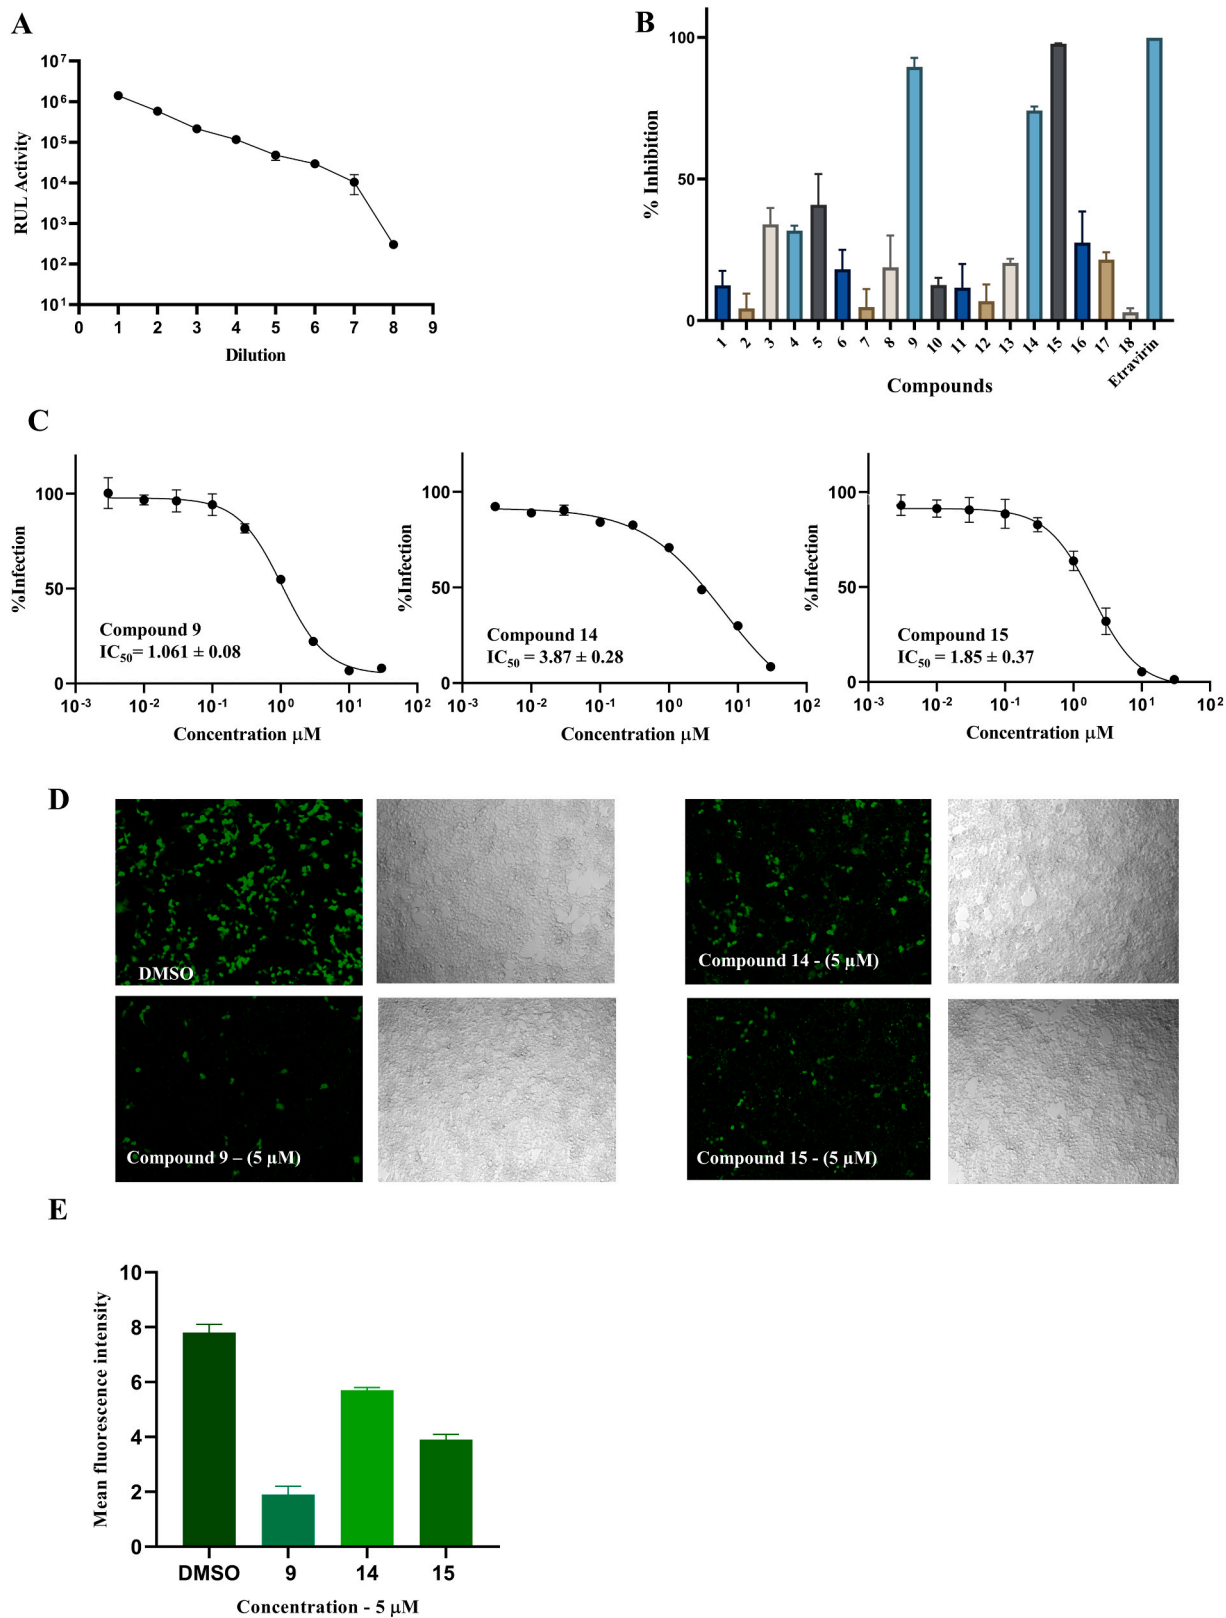 A
10⁷
10⁶
10⁵
10⁴
10³
10²
10¹
RUL Activity
0 1 2 3 4 5 6 7 8 9
Dilution
B
100
50
0
% Inhibition
1 2 3 4 5 6 7 8 9 10 11 12 13 14 15 16 17 18 Etravirin
Compounds
C
100
50
0
%Infection
Compound 9
IC₅₀= 1.061 ± 0.08
10⁻³ 10⁻² 10⁻¹ 10⁰ 10¹ 10²
Concentration μM
100
50
0
%Infection
Compound 14
IC₅₀ = 3.87 ± 0.28
10⁻³ 10⁻² 10⁻¹ 10⁰ 10¹ 10²
Concentration μM
100
50
0
%Infection
Compound 15
IC₅₀ = 1.85 ± 0.37
10⁻³ 10⁻² 10⁻¹ 10⁰ 10¹ 10²
Concentration μM
D
DMSO
Compound 14 - (5 μM)
Compound 9 – (5 μM)
Compound 15 - (5 μM)
E
10
8
6
4
2
0
Mean fluorescence intensity
DMSO 9 14 15
Concentration - 5 μM